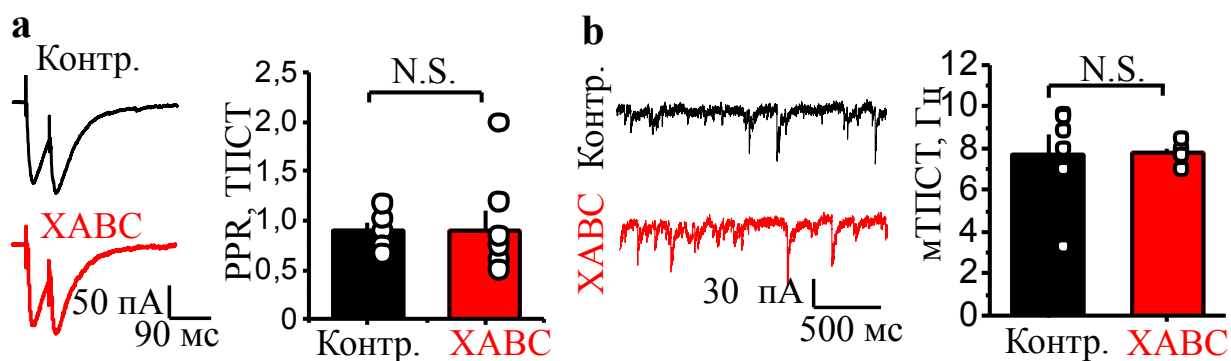 a
Контр.
ХАВС
50 пА
90 мс
PPR, ТПСТ
2,5
2,0
1,5
1,0
0,5
0
N.S.
Контр.
ХАВС
b
Контр.
ХАВС
30 пА
500 мс
мТПСТ, Гц
12
10
8
6
4
2
0
N.S.
Контр.
ХАВС